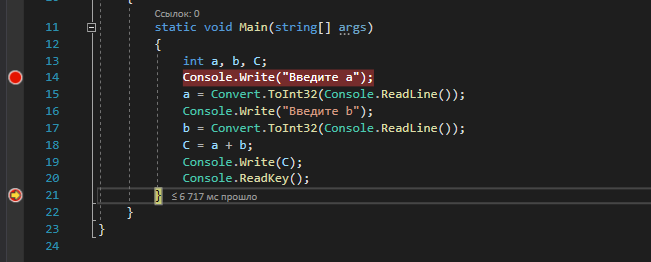 Ссылок: 0
11 static void Main(string[] args)
12 {
13 int a, b, C;
14 Console.Write("Введите a");
15 a = Convert.ToInt32(Console.ReadLine());
16 Console.Write("Введите b");
17 b = Convert.ToInt32(Console.ReadLine());
18 C = a + b;
19 Console.Write(C);
20 Console.ReadKey();
21 } ≤ 6 717 мс прошло
22 }
23 }
24